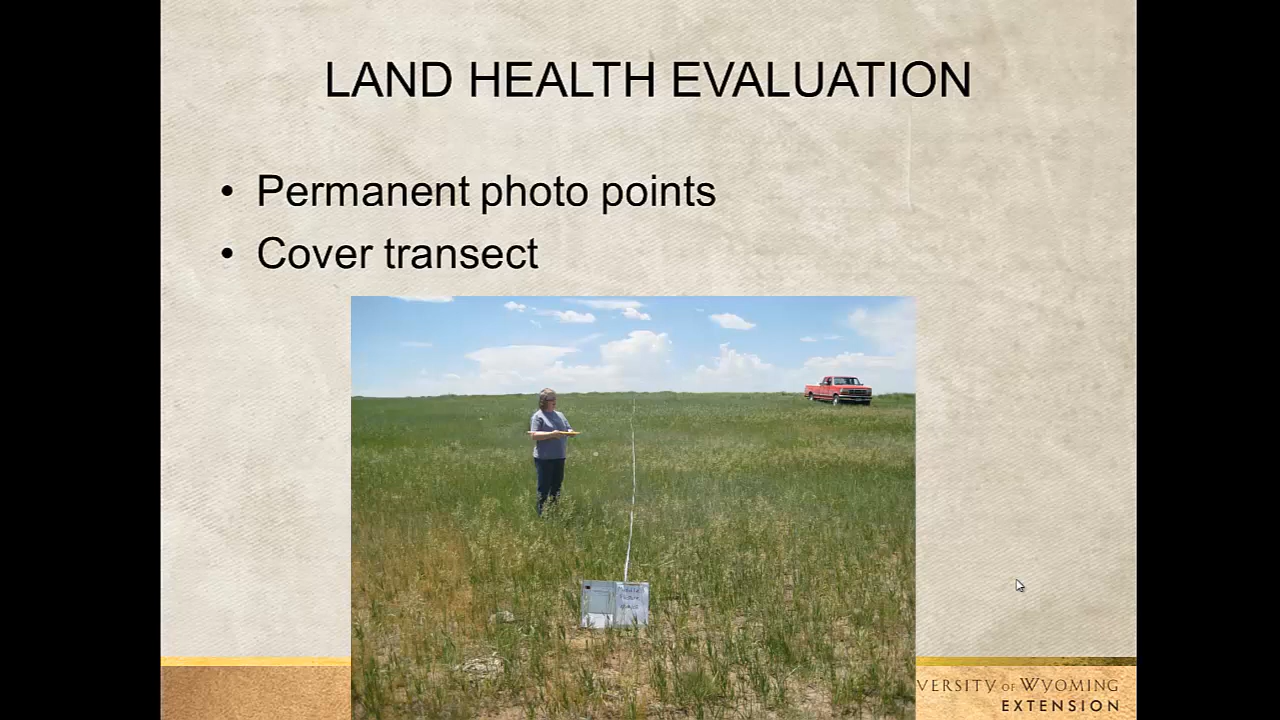 LAND HEALTH EVALUATION
• Permanent photo points
• Cover transect
VERSITY OF WYOMING
EXTENSION